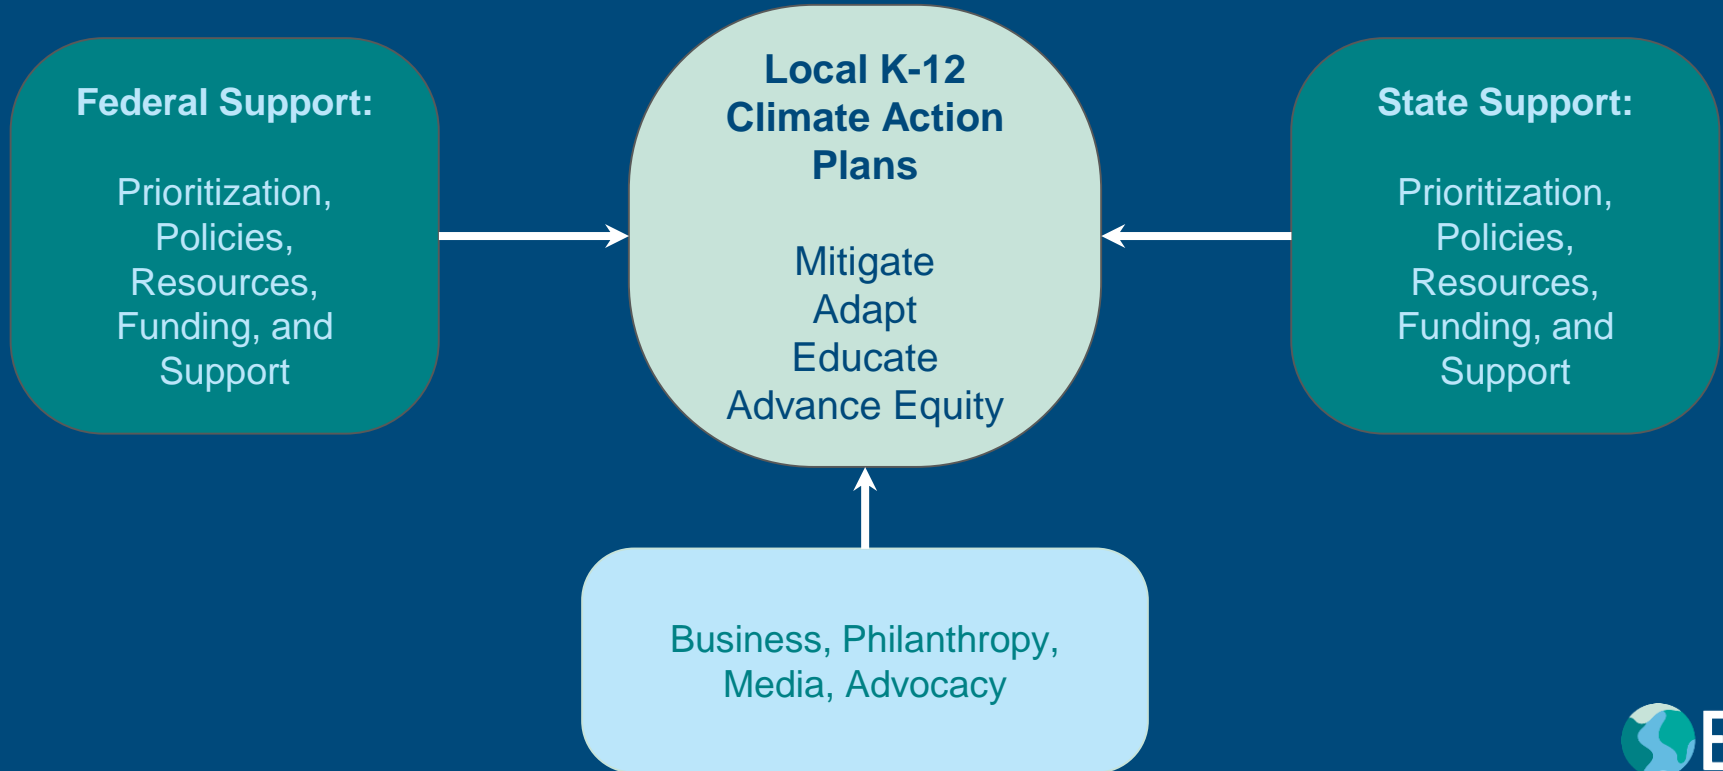 Federal Support:
Prioritization,
Policies,
Resources,
Funding, and
Support
Local K-12
Climate Action
Plans
Mitigate
Adapt
Educate
Advance Equity
State Support:
Prioritization,
Policies,
Resources,
Funding, and
Support
Business, Philanthropy,
Media, Advocacy